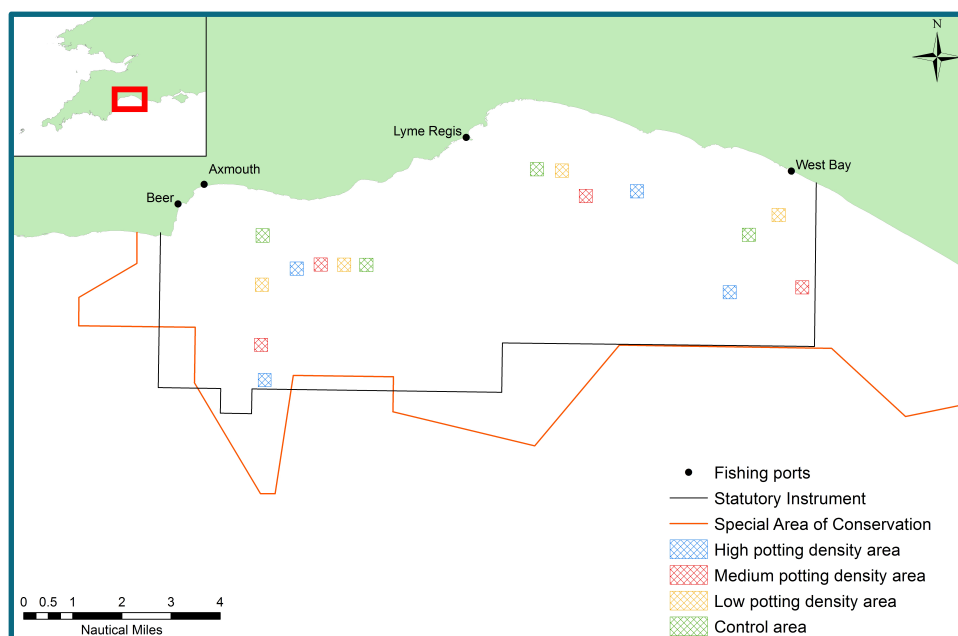 N
Lyme Regis
West Bay
Axmouth
Beer
Fishing ports
Statutory Instrument
Special Area of Conservation
High potting density area
Medium potting density area
Low potting density area
Control area
0 0.5 1 2 3 4
Nautical Miles